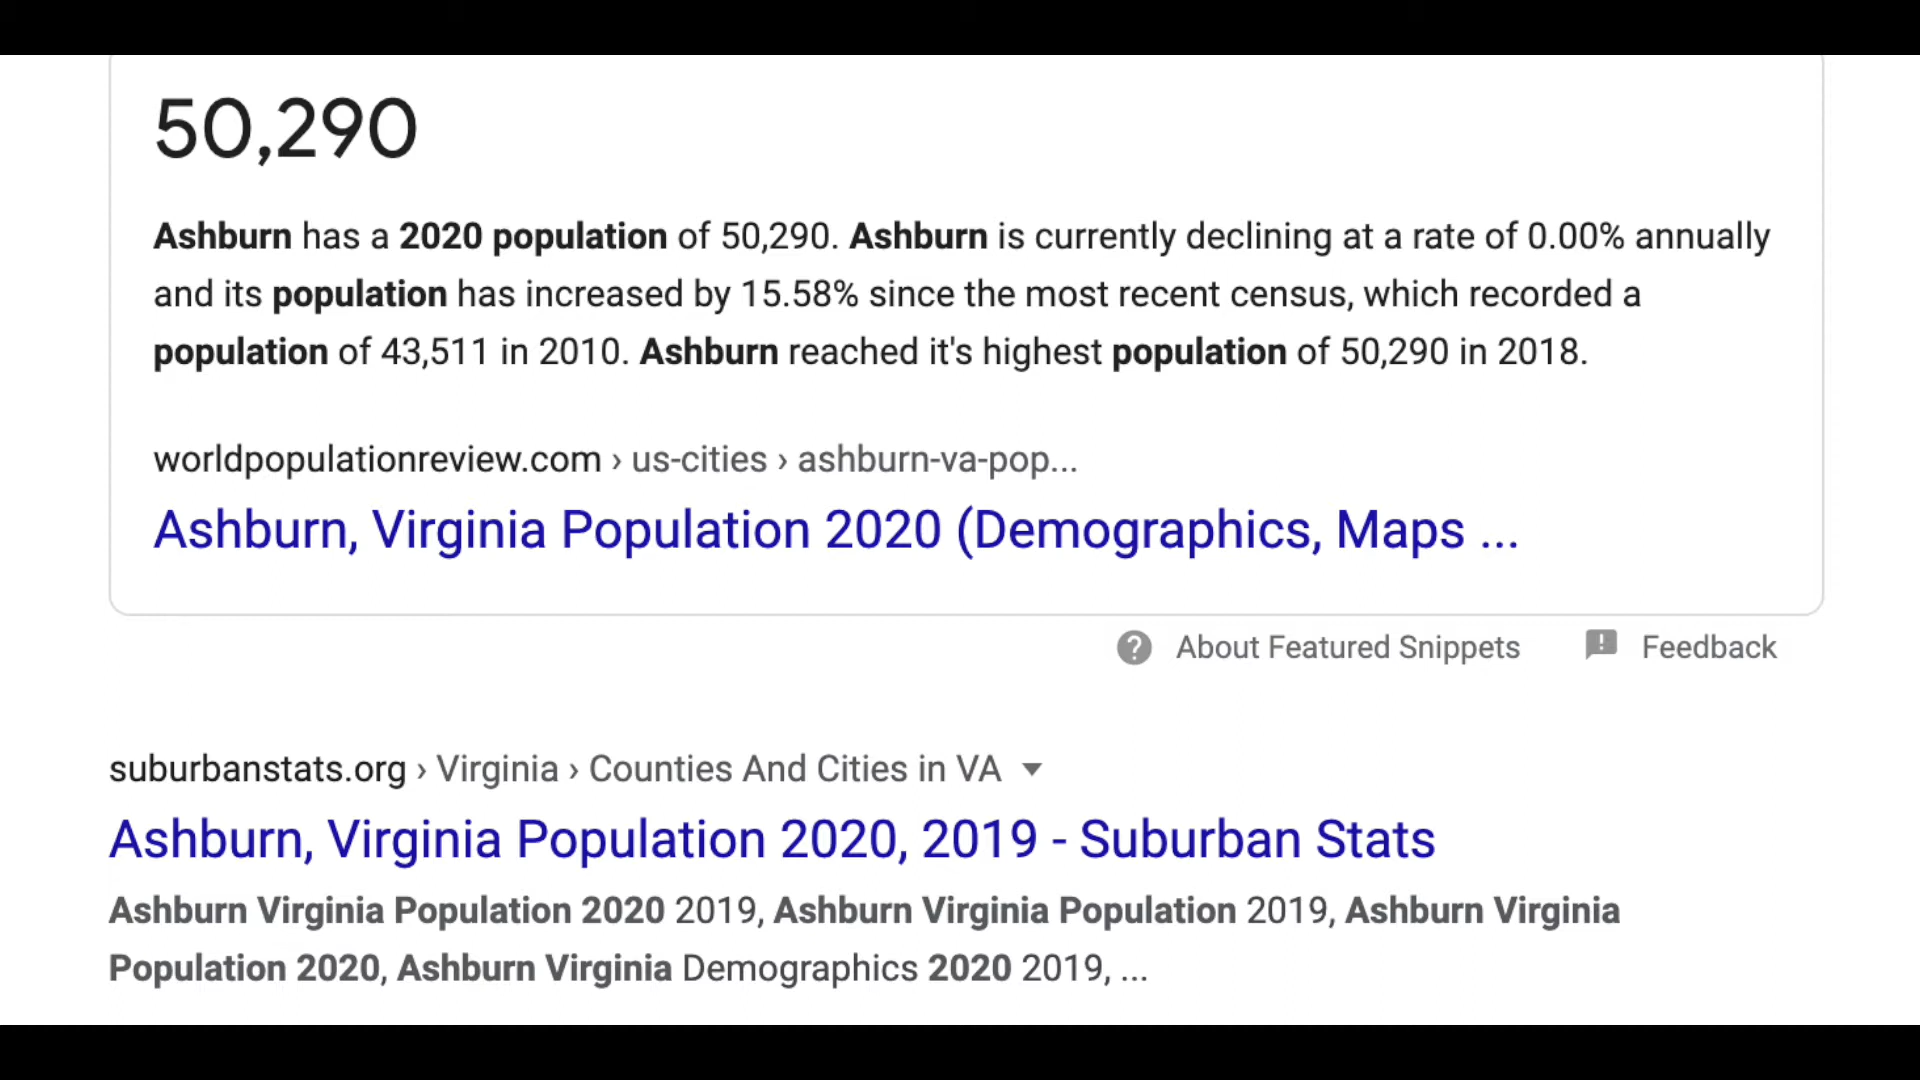 50,290
Ashburn has a 2020 population of 50,290. Ashburn is currently declining at a rate of 0.00% annually
and its population has increased by 15.58% since the most recent census, which recorded a
population of 43,511 in 2010. Ashburn reached it's highest population of 50,290 in 2018.
worldpopulationreview.com › us-cities › ashburn-va-pop...
Ashburn, Virginia Population 2020 (Demographics, Maps ...
About Featured Snippets Feedback
suburbanstats.org › Virginia › Counties And Cities in VA
Ashburn, Virginia Population 2020, 2019 - Suburban Stats
Ashburn Virginia Population 2020 2019, Ashburn Virginia Population 2019, Ashburn Virginia
Population 2020, Ashburn Virginia Demographics 2020 2019, ...